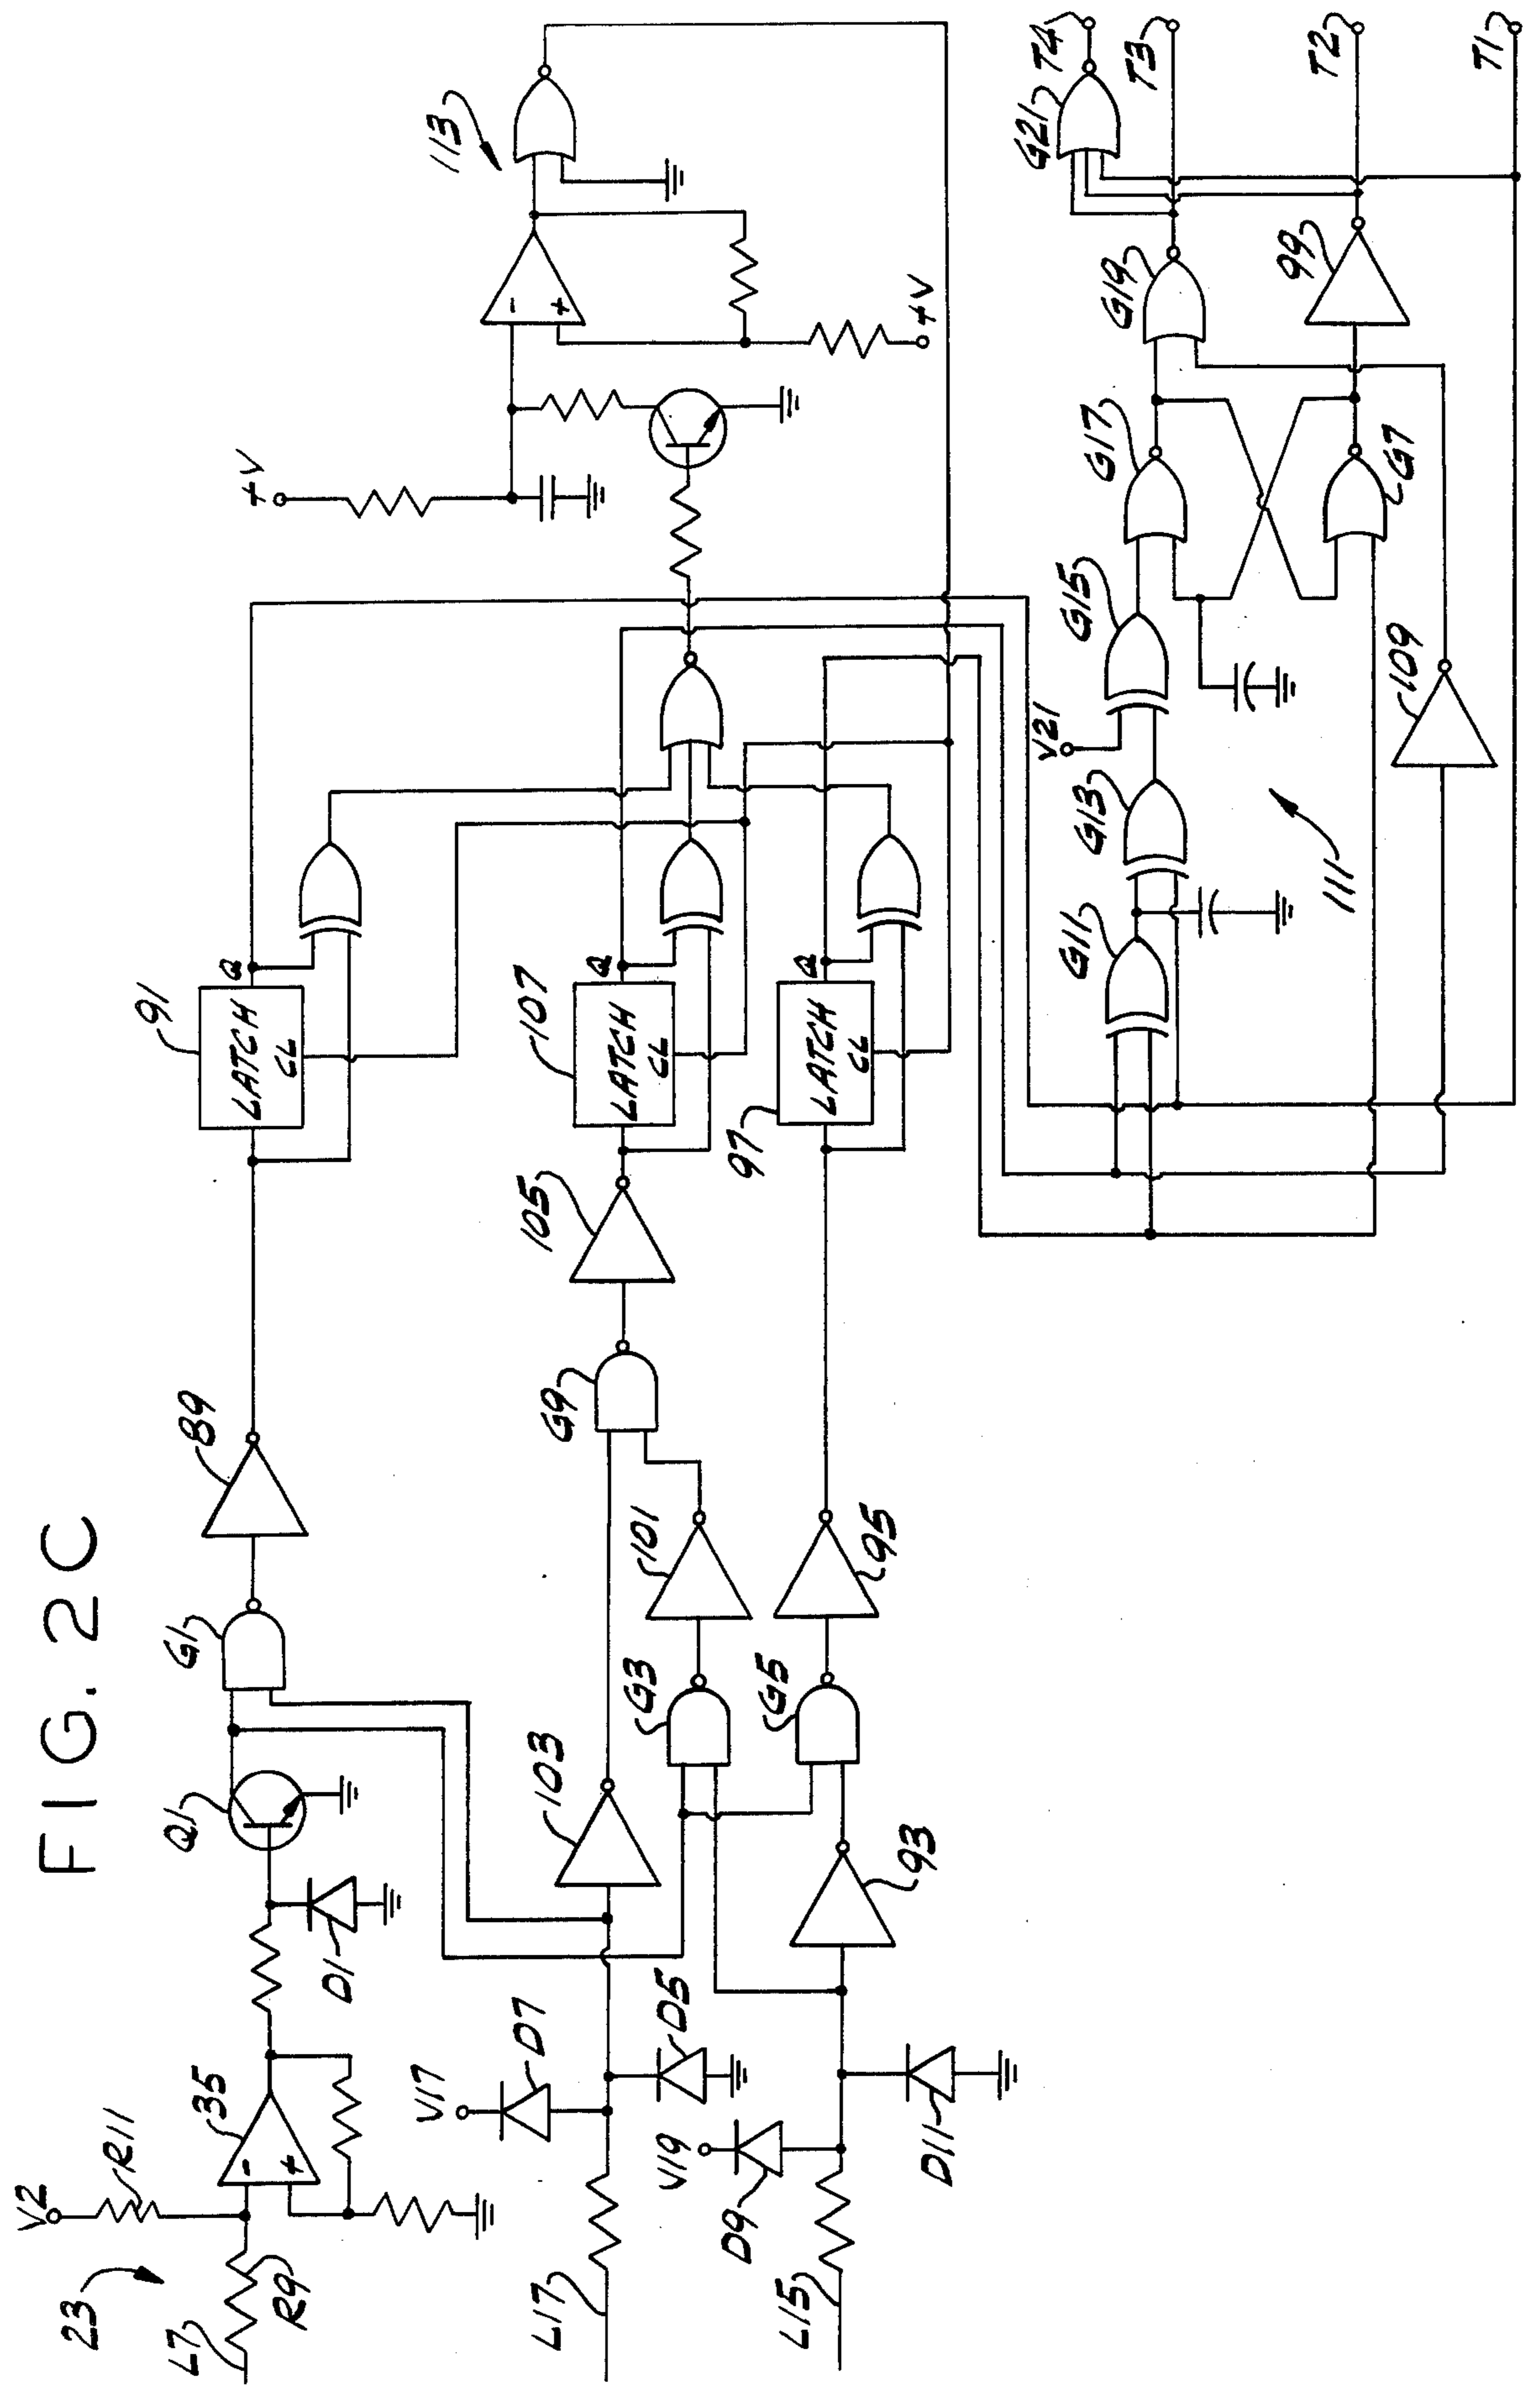 FIG. 2C
23
V2
R11
L7
R9
35
D1
Q1
G1
89
91
LATCH
CL
Q
+V
113
-
+
+V
L17
V17
D7
D5
103
G9
105
107
LATCH
CL
Q
G3
101
L15
V19
D9
D11
93
G5
95
97
LATCH
CL
Q
G11
G13
V21
G15
G17
G19
G21
T4
T3
111
109
G7
99
T2
T1